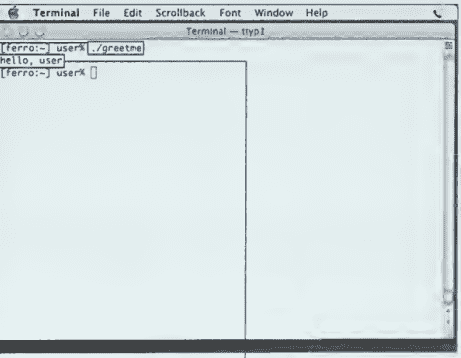 Terminal File Edit Scrollback Font Window Help
Terminal — ttyp1
[ferro:~] user% ./greetme
hello, user
[ferro:~] user%